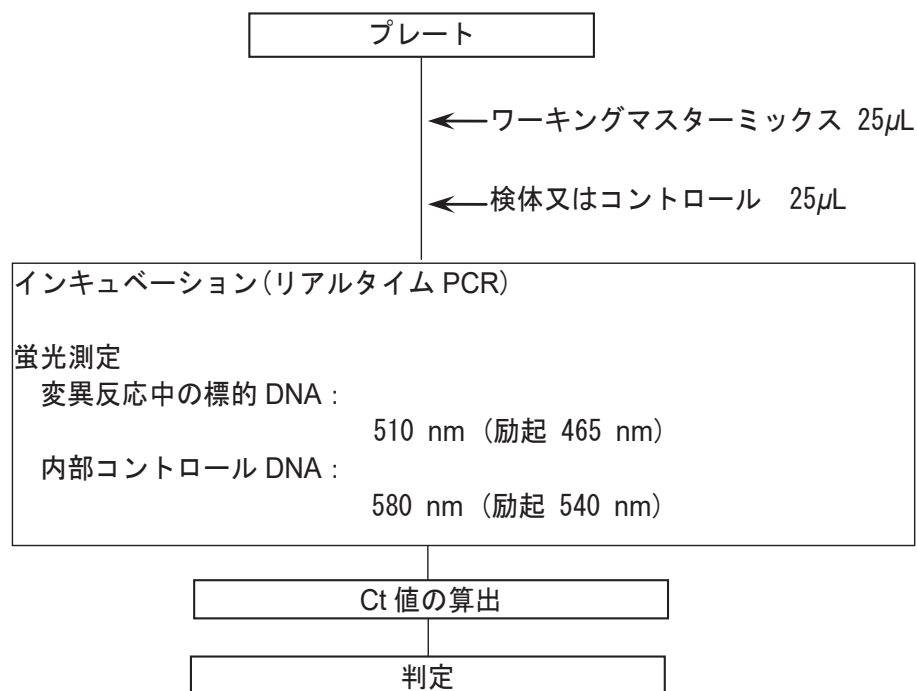 プレート
ワーキングマスターミックス 25µL
検体又はコントロール 25µL
インキュベーション(リアルタイム PCR)
蛍光測定
変異反応中の標的 DNA:
510 nm (励起 465 nm)
内部コントロール DNA:
580 nm (励起 540 nm)
Ct 値の算出
判定